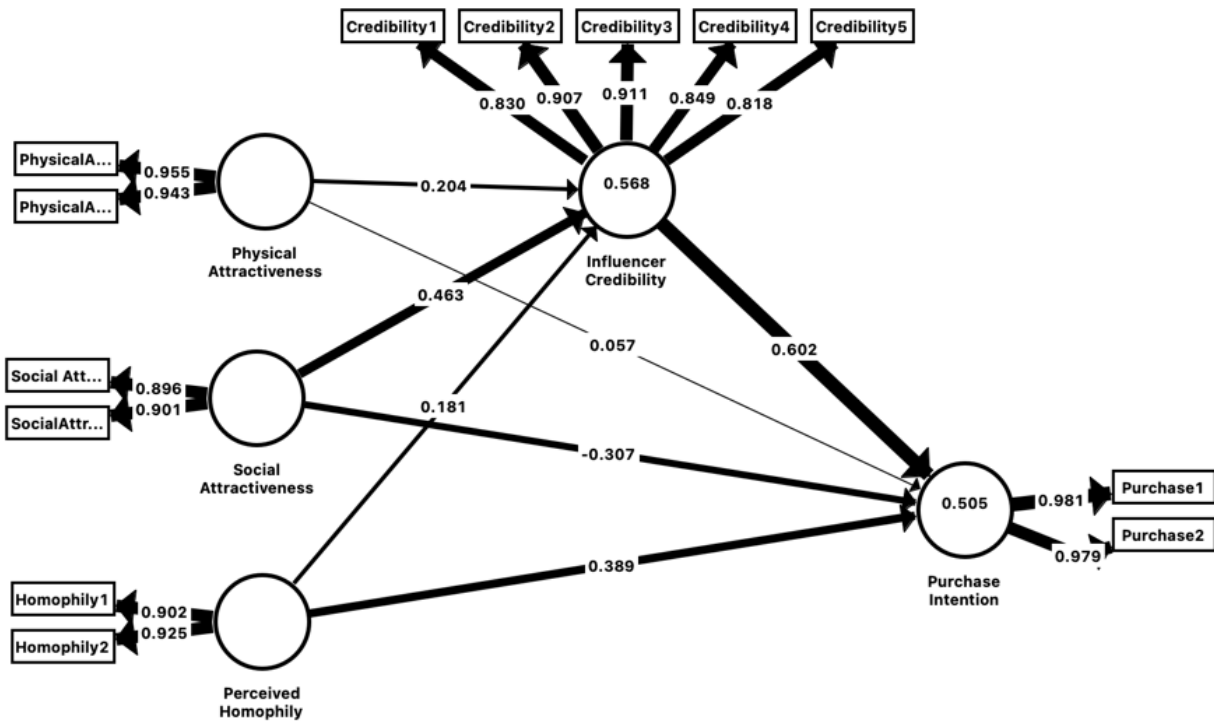 Credibility1
Credibility2
Credibility3
Credibility4
Credibility5
0.830
0.907
0.911
0.849
0.818
PhysicalA...
PhysicalA...
0.955
0.943
Physical
Attractiveness
0.204
0.568
Influencer
Credibility
0.463
0.057
0.602
Social Att...
SocialAttr...
0.896
0.901
Social
Attractiveness
0.181
-0.307
0.505
Purchase
Intention
0.981
0.979
Purchase1
Purchase2
0.389
Homophily1
Homophily2
0.902
0.925
Perceived
Homophily